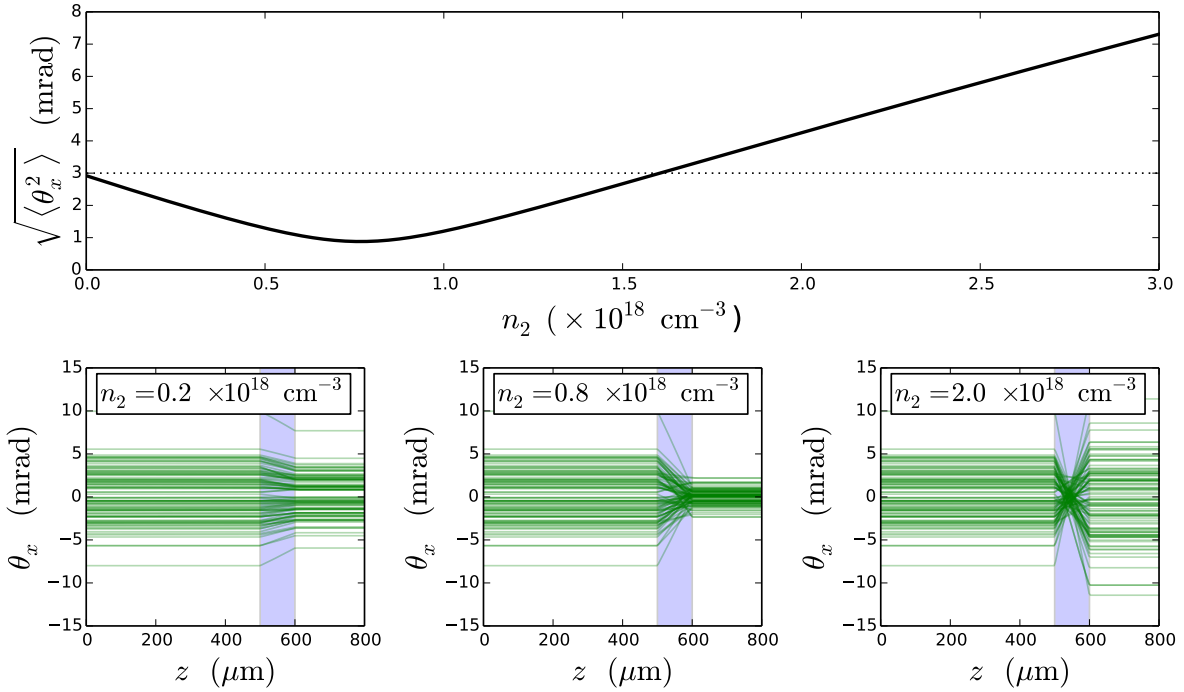 8
7
6
5
4
3
2
1
0
√⟨θ_x^2⟩ (mrad)
0.0 0.5 1.0 1.5 2.0 2.5 3.0
n_2 (×10^18 cm^−3)
15
10
5
0
−5
−10
−15
θ_x (mrad)
n_2 = 0.2 ×10^18 cm^−3
0 200 400 600 800
z (μm)
15
10
5
0
−5
−10
−15
θ_x (mrad)
n_2 = 0.8 ×10^18 cm^−3
0 200 400 600 800
z (μm)
15
10
5
0
−5
−10
−15
θ_x (mrad)
n_2 = 2.0 ×10^18 cm^−3
0 200 400 600 800
z (μm)